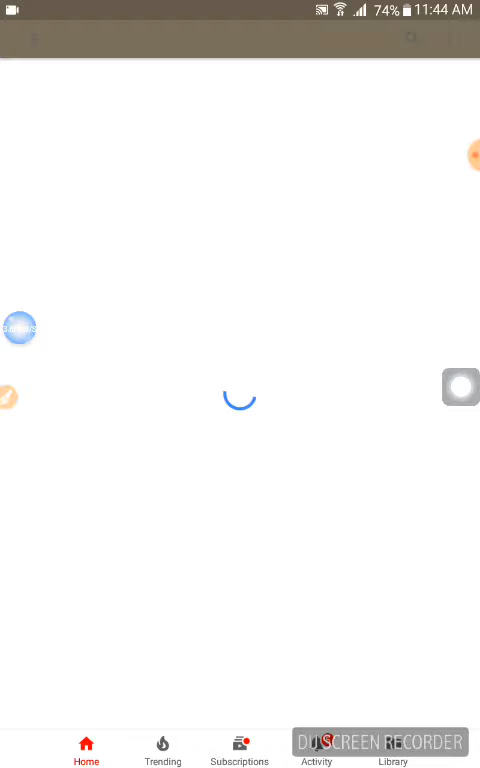 74% 11:44 AM
Home
Trending
Subscriptions
Activity
Library
DU SCREEN RECORDER